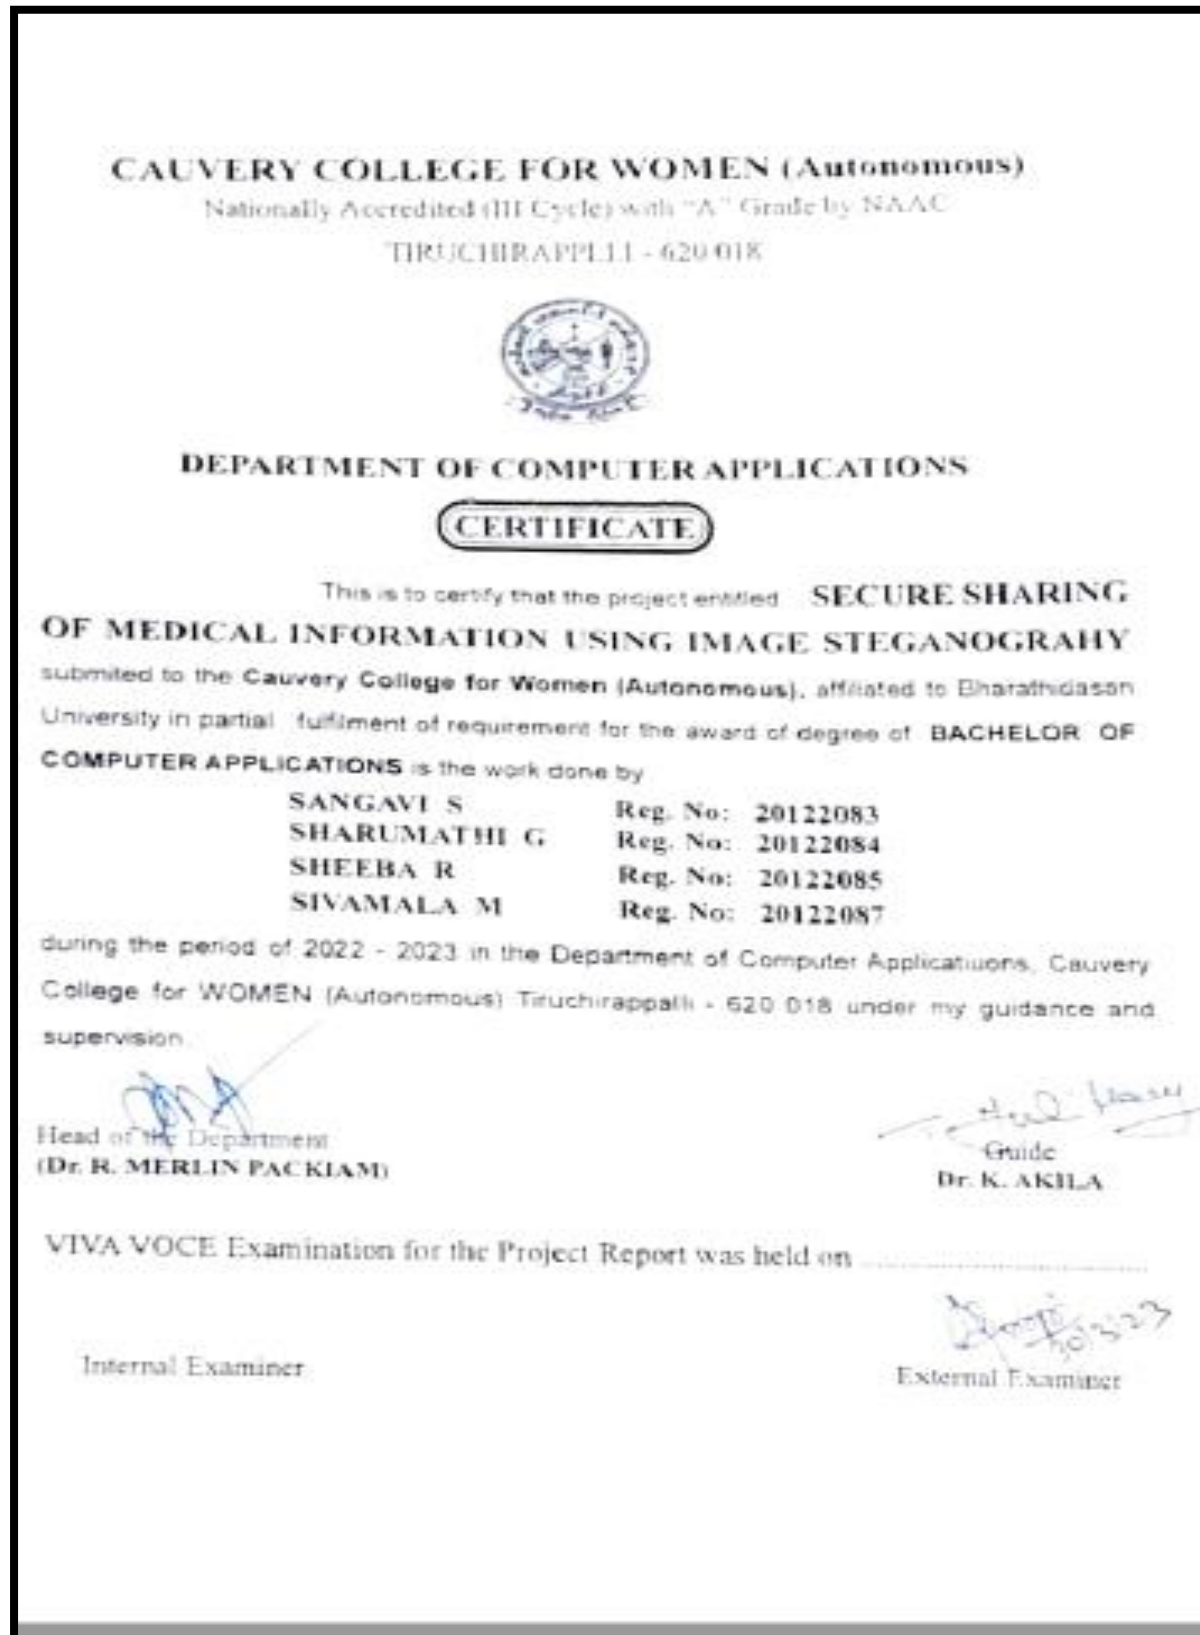 CAUVERY COLLEGE FOR WOMEN (Autonomous)
Nationally Accredited (III Cycle) with "A" Grade by NAAC
TIRUCHIRAPPLLI - 620 018
DEPARTMENT OF COMPUTER APPLICATIONS
CERTIFICATE
This is to certify that the project entitled SECURE SHARING
OF MEDICAL INFORMATION USING IMAGE STEGANOGRAHY
submited to the Cauvery College for Women (Autonomous), affiliated to Bharathidasan
University in partial fulfilment of requirement for the award of degree of BACHELOR OF
COMPUTER APPLICATIONS is the work done by
SANGAVI S Reg. No: 20122083
SHARUMATHI G Reg. No: 20122084
SHEEBA R Reg. No: 20122085
SIVAMALA M Reg. No: 20122087
during the period of 2022 - 2023 in the Department of Computer Applicatiuons, Cauvery
College for WOMEN (Autonomous) Tiruchirappalli - 620 018 under my guidance and
supervision
Head of the Department
(Dr. R. MERLIN PACKIAM)
Guide
Dr. K. AKILA
VIVA VOCE Examination for the Project Report was held on ..............................
30/3/23
Internal Examiner
External Examiner